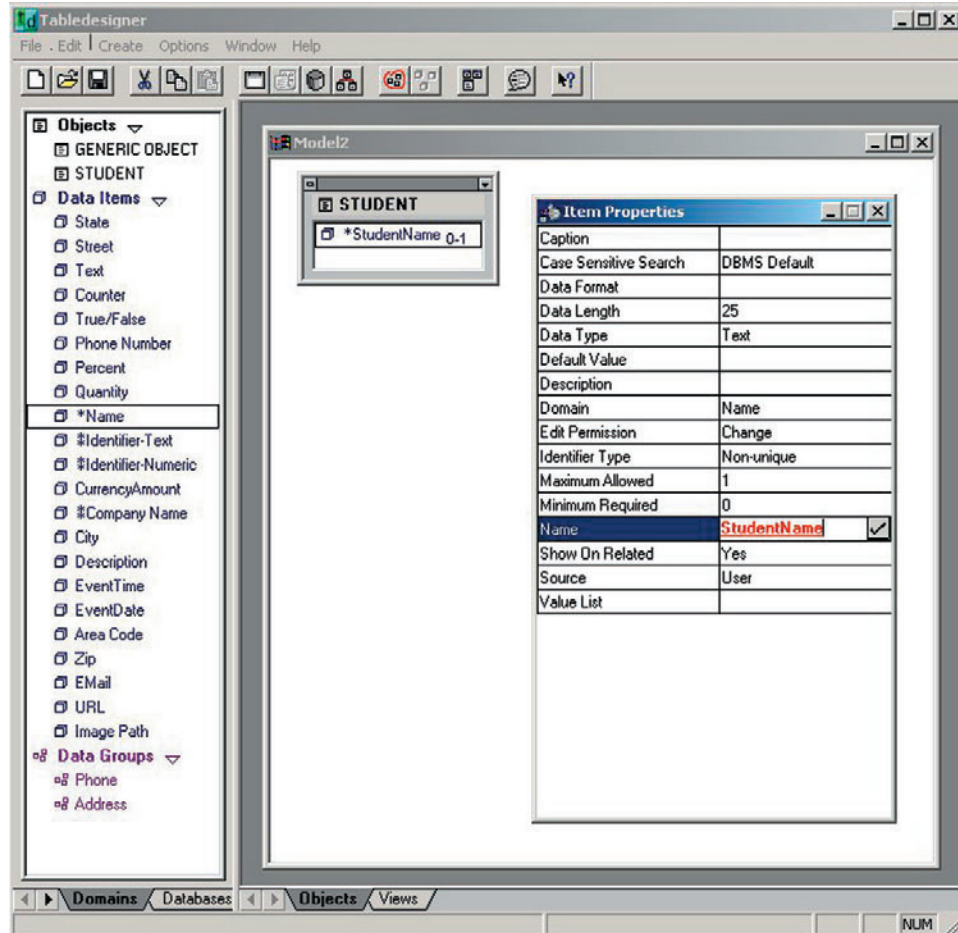 Tabledesigner
File . Edit Create Options Window Help
Objects
GENERIC OBJECT
STUDENT
Data Items
State
Street
Text
Counter
True/False
Phone Number
Percent
Quantity
*Name
‡Identifier-Text
‡Identifier-Numeric
CurrencyAmount
‡Company Name
City
Description
EventTime
EventDate
Area Code
Zip
EMail
URL
Image Path
Data Groups
Phone
Address
Domains Databases
Model2
STUDENT
*StudentName 0-1
Item Properties
Caption
Case Sensitive Search DBMS Default
Data Format
Data Length 25
Data Type Text
Default Value
Description
Domain Name
Edit Permission Change
Identifier Type Non-unique
Maximum Allowed 1
Minimum Required 0
Name StudentName
Show On Related Yes
Source User
Value List
Objects Views
NUM